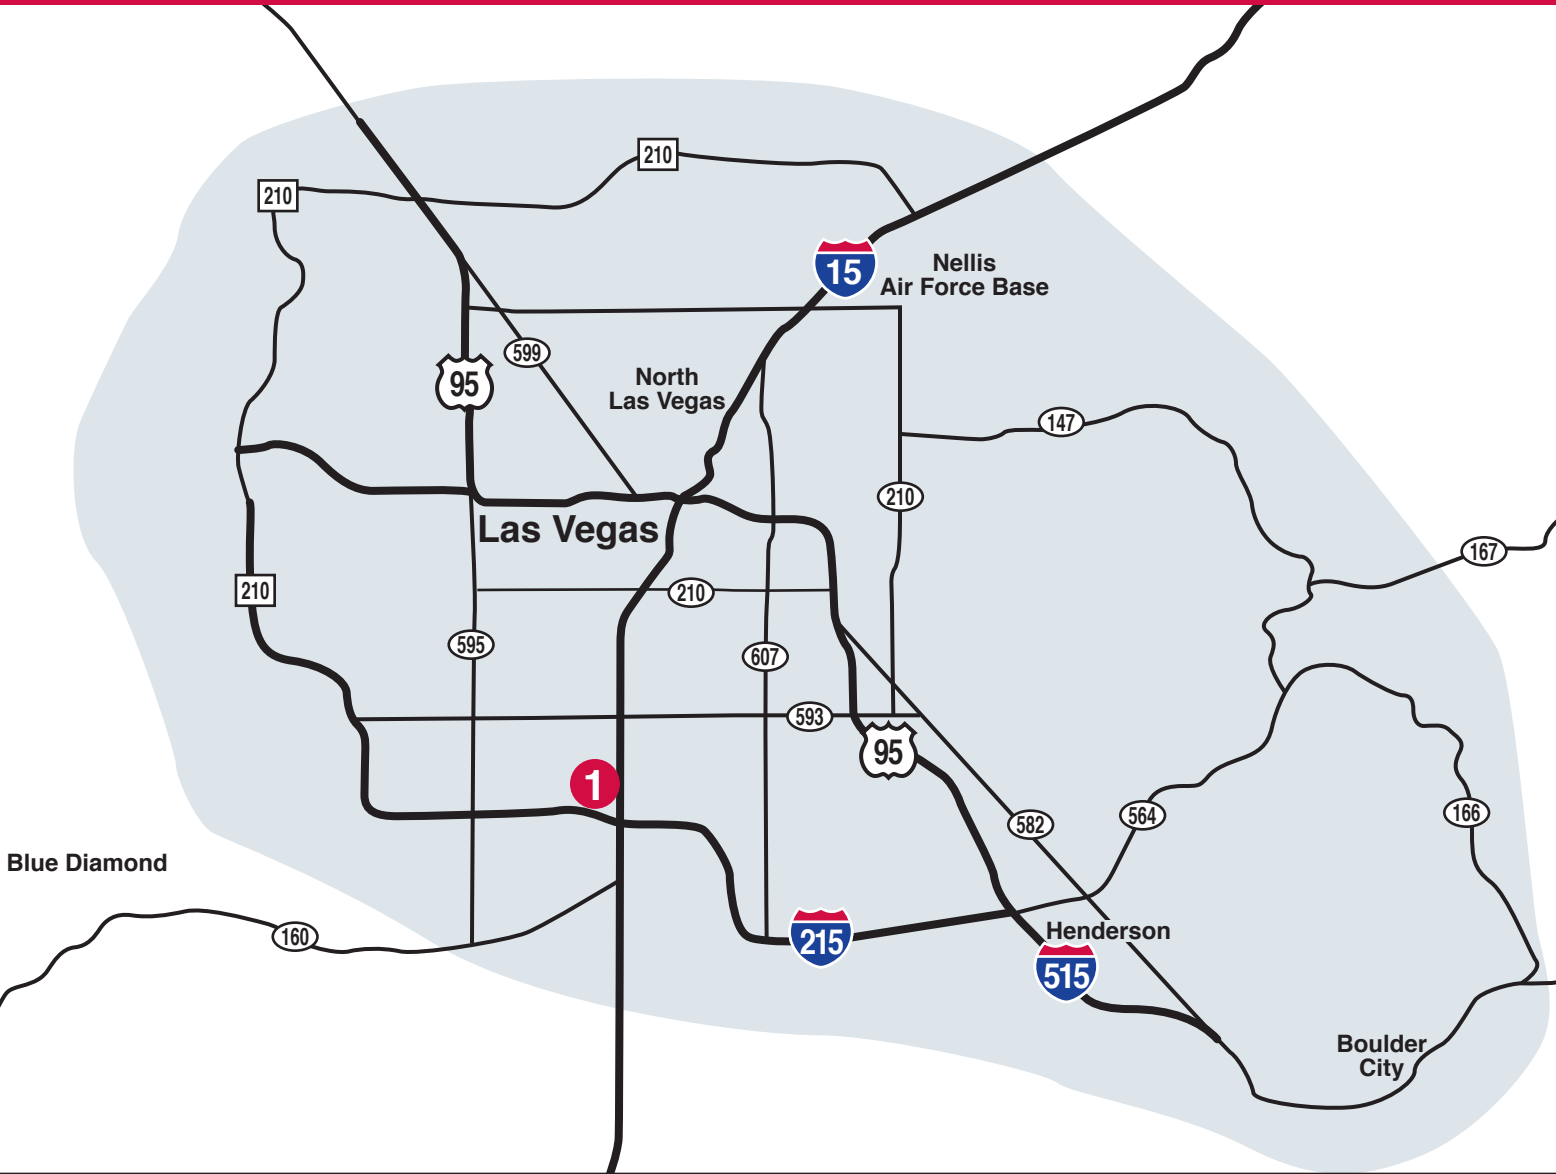 210
210
15
Nellis
Air Force Base
599
95
North
Las Vegas
147
210
Las Vegas
167
210
210
595
607
593
95
1
582
564
166
Blue Diamond
160
215
Henderson
515
Boulder
City